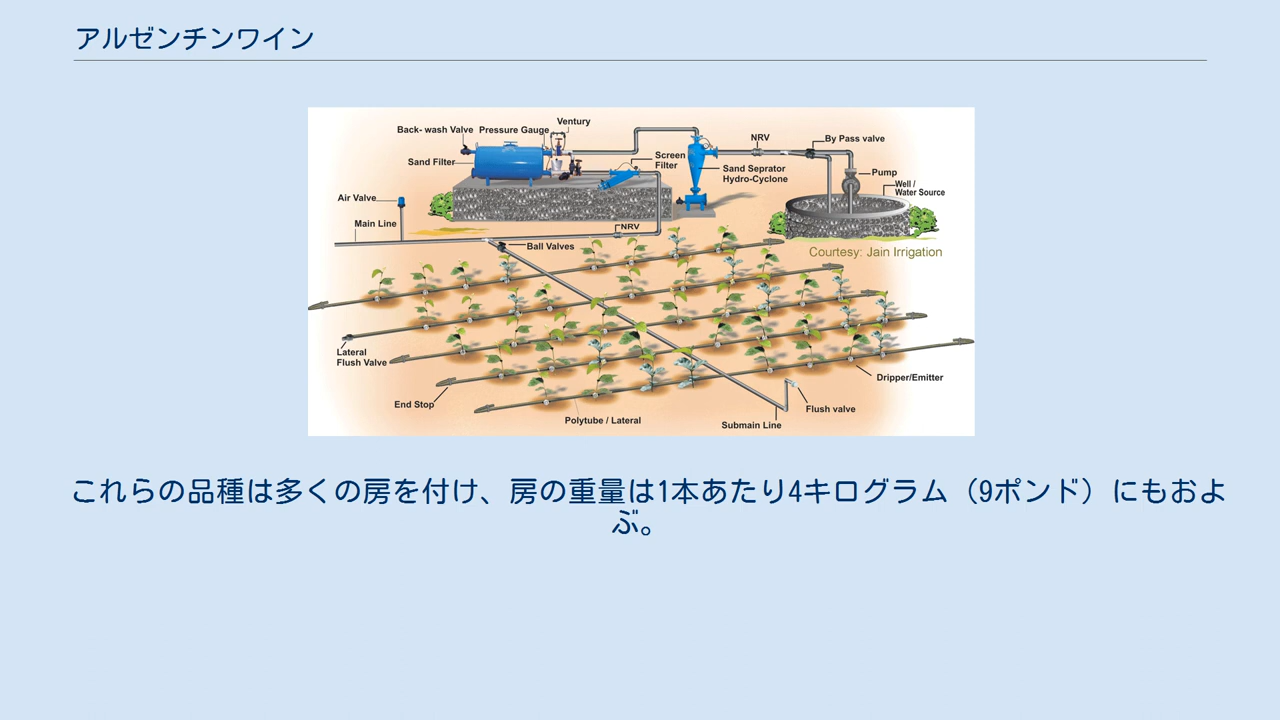 アルゼンチンワイン
Ventury
Back- wash Valve
Pressure Gauge
Sand Filter
Screen
Filter
NRV
By Pass valve
Sand Seprator
Hydro-Cyclone
Pump
Well /
Water Source
Air Valve
Main Line
NRV
Ball Valves
Courtesy: Jain Irrigation
Lateral
Flush Valve
Dripper/Emitter
End Stop
Flush valve
Polytube / Lateral
Submain Line
これらの品種は多くの房を付け、房の重量は1本あたり4キログラム（9ポンド）にもおよ
ぶ。